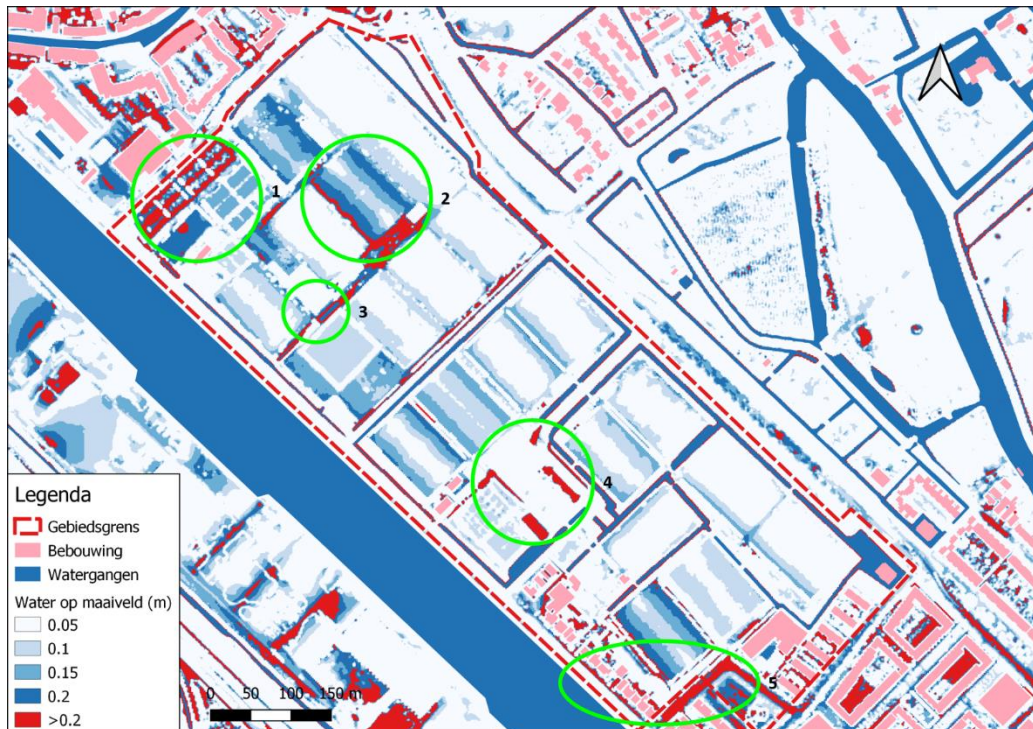 1
2
3
4
5
Legenda
Gebiedsgrens
Bebouwing
Watergangen
Water op maaiveld (m)
0.05
0.1
0.15
0.2
>0.2
0 50 100 150 m